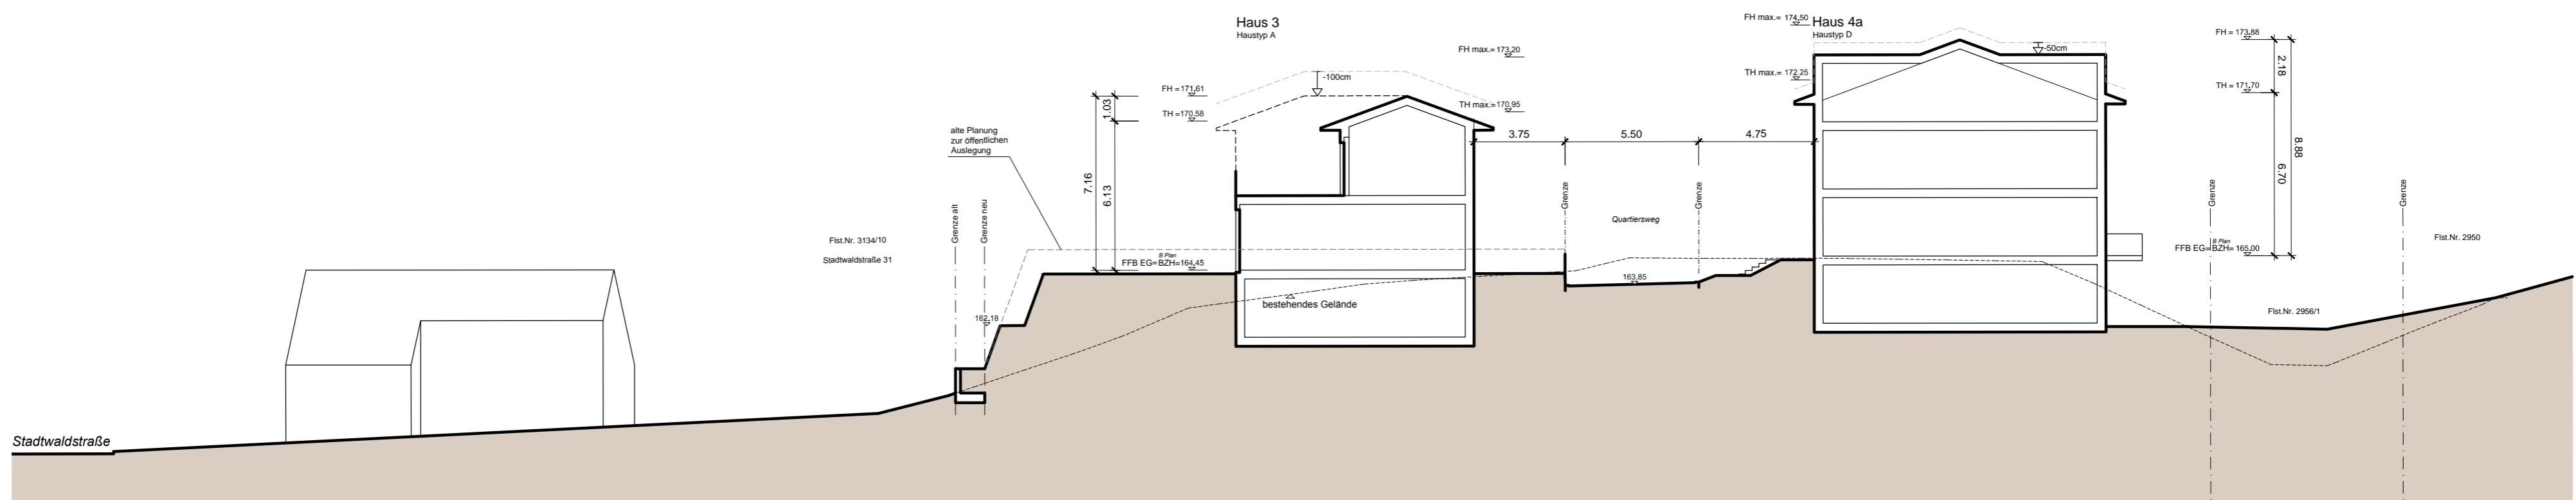 Haus 3
Haustyp A
FH max.= 174,50
Haus 4a
Haustyp D
FH max.= 173,20
FH = 173,88
-50cm
-100cm
TH max.= 172,25
FH =171,61
TH max.=170,95
TH = 171,70
TH =170,58
2.18
1.03
alte Planung
zur öffentlichen
Auslegung
3.75
5.50
4.75
8.88
6.70
7.16
6.13
Grenze alt
Grenze neu
Grenze
Grenze
Grenze
Grenze
Quartiersweg
Flst.Nr. 3134/10
Stadtwaldstraße 31
Flst.Nr. 2950
B Plan
FFB EG=BZH=164,45
B Plan
FFB EG=BZH= 165,00
163,85
bestehendes Gelände
162,18
Flst.Nr. 2956/1
Stadtwaldstraße